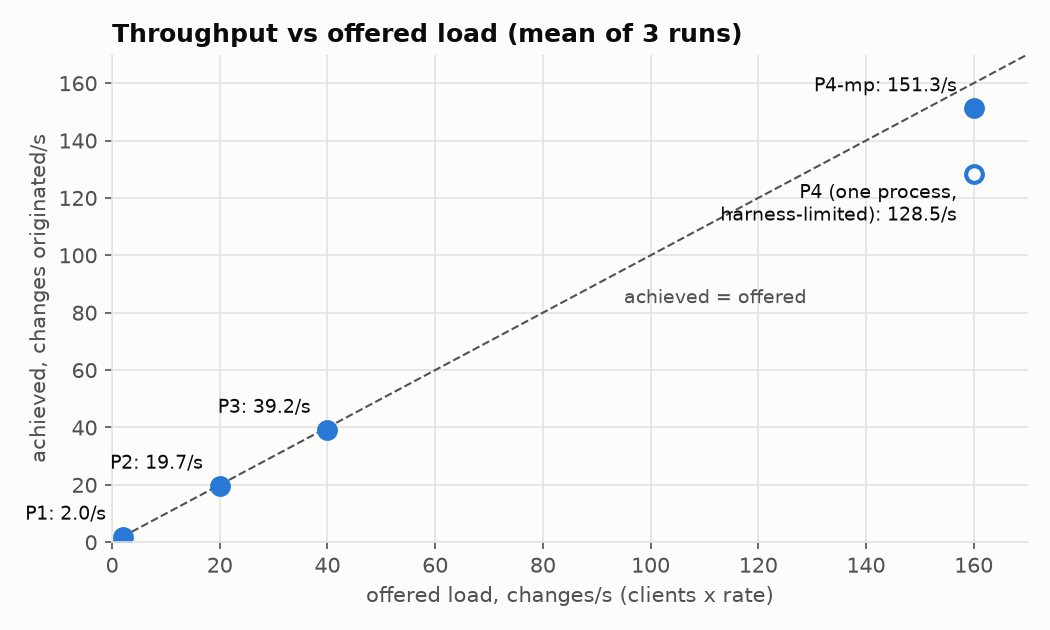 Throughput vs offered load (mean of 3 runs)
achieved, changes originated/s
160
140
120
100
80
60
40
20
0
P4-mp: 151.3/s
P4 (one process,
harness-limited): 128.5/s
achieved = offered
P3: 39.2/s
P2: 19.7/s
P1: 2.0/s
0 20 40 60 80 100 120 140 160
offered load, changes/s (clients x rate)